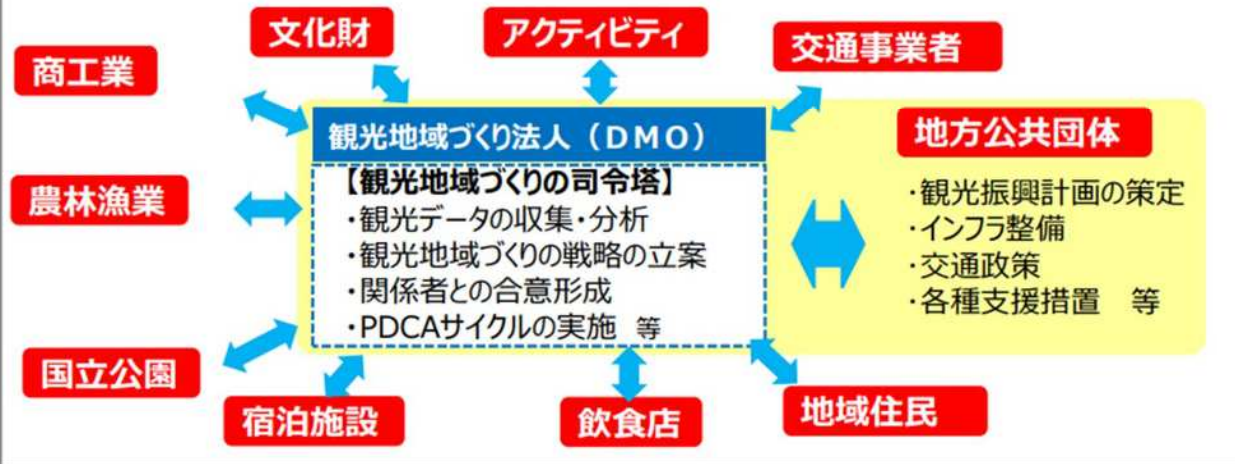 文化財
アクティビティ
交通事業者
商工業
観光地域づくり法人（ＤＭＯ）
地方公共団体
【観光地域づくりの司令塔】
・観光データの収集・分析
・観光地域づくりの戦略の立案
・関係者との合意形成
・PDCAサイクルの実施　等
・観光振興計画の策定
・インフラ整備
・交通政策
・各種支援措置　等
農林漁業
国立公園
宿泊施設
飲食店
地域住民